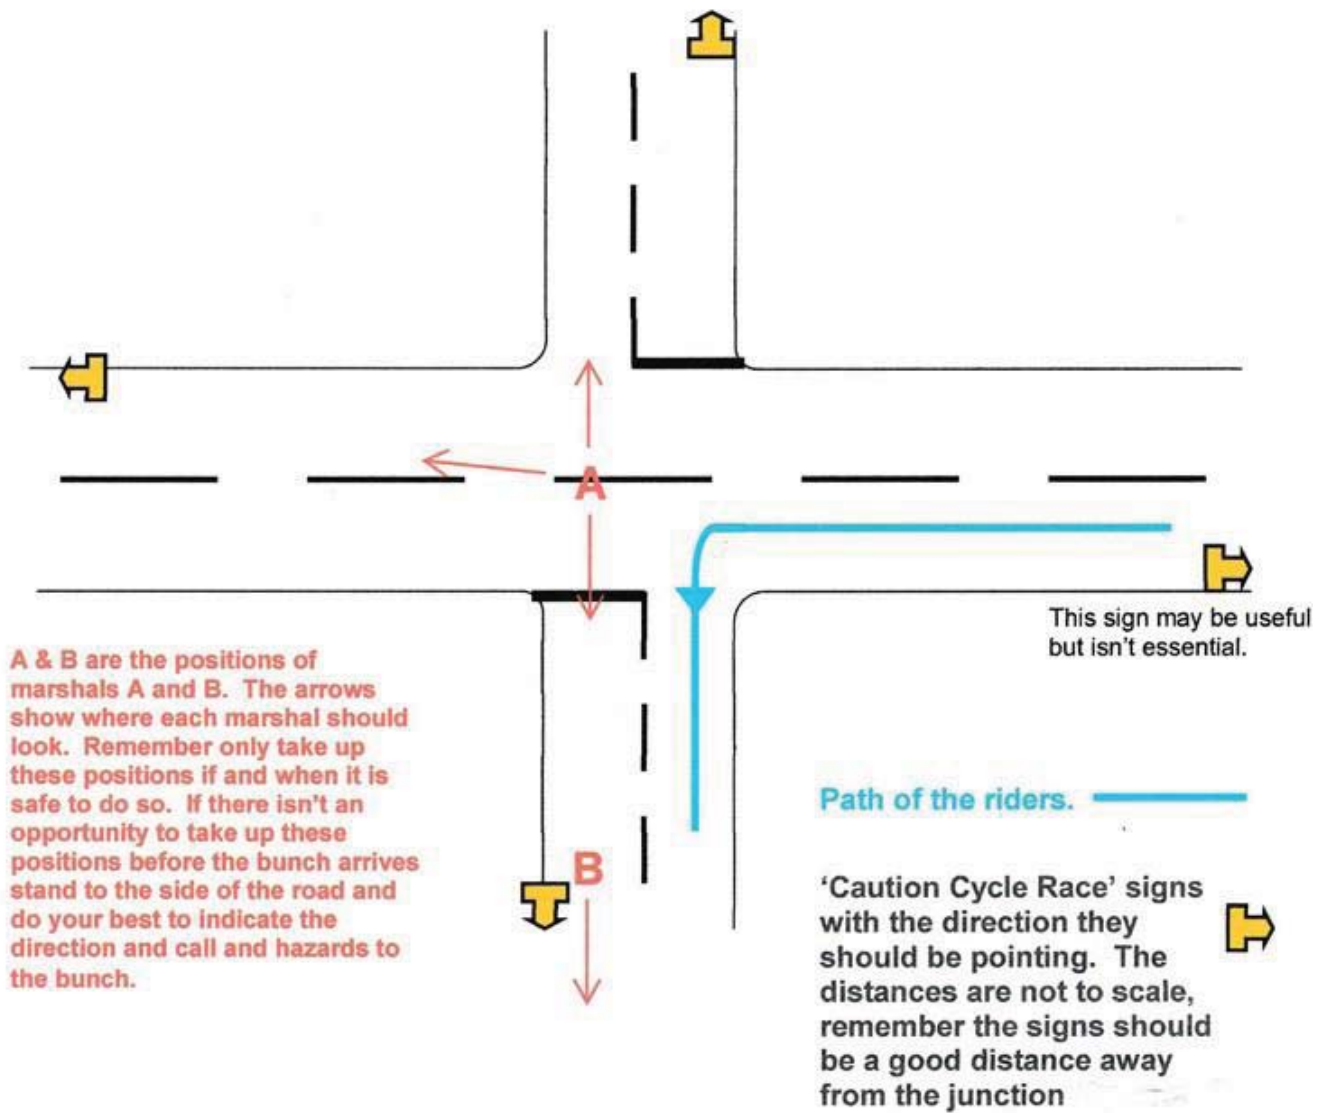 A
This sign may be useful
but isn't essential.
A & B are the positions of
marshals A and B.  The arrows
show where each marshal should
look.  Remember only take up
these positions if and when it is
safe to do so.  If there isn't an
opportunity to take up these
positions before the bunch arrives
stand to the side of the road and
do your best to indicate the
direction and call and hazards to
the bunch.
B
Path of the riders.
‘Caution Cycle Race’ signs
with the direction they
should be pointing.  The
distances are not to scale,
remember the signs should
be a good distance away
from the junction